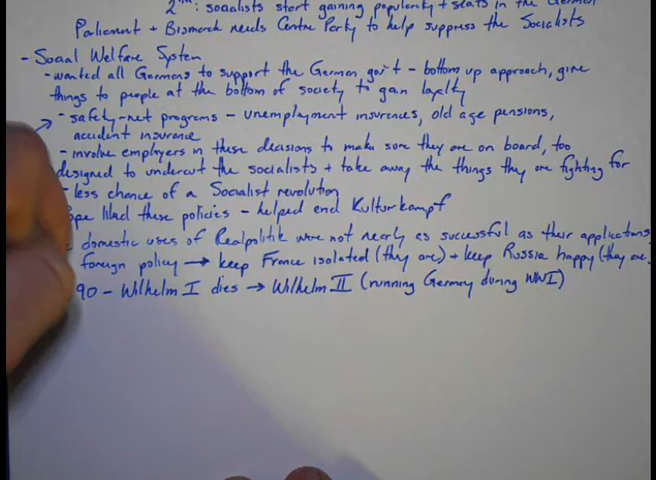 2nd: socialists start gaining popularity + seats in the German
Parliament + Bismarck needs Centre Party to help suppress the Socialists
- Social Welfare System
- wanted all Germans to support the German gov't - bottom up approach, give
things to people at the bottom of society to gain loyalty
- safety-net programs - unemployment insurances, old age pensions,
accident insurance
- involve employers in these decisions to make sure they are on board, too
designed to undercut the socialists + take away the things they are fighting for
- less chance of a Socialist revolution
liked these policies - helped end Kulturkampf
domestic uses of Realpolitik were not nearly as successful as their applications
foreign policy → keep France isolated (they are) + keep Russia happy (they are
90 - Wilhelm I dies → Wilhelm II (running Germany during WWI)